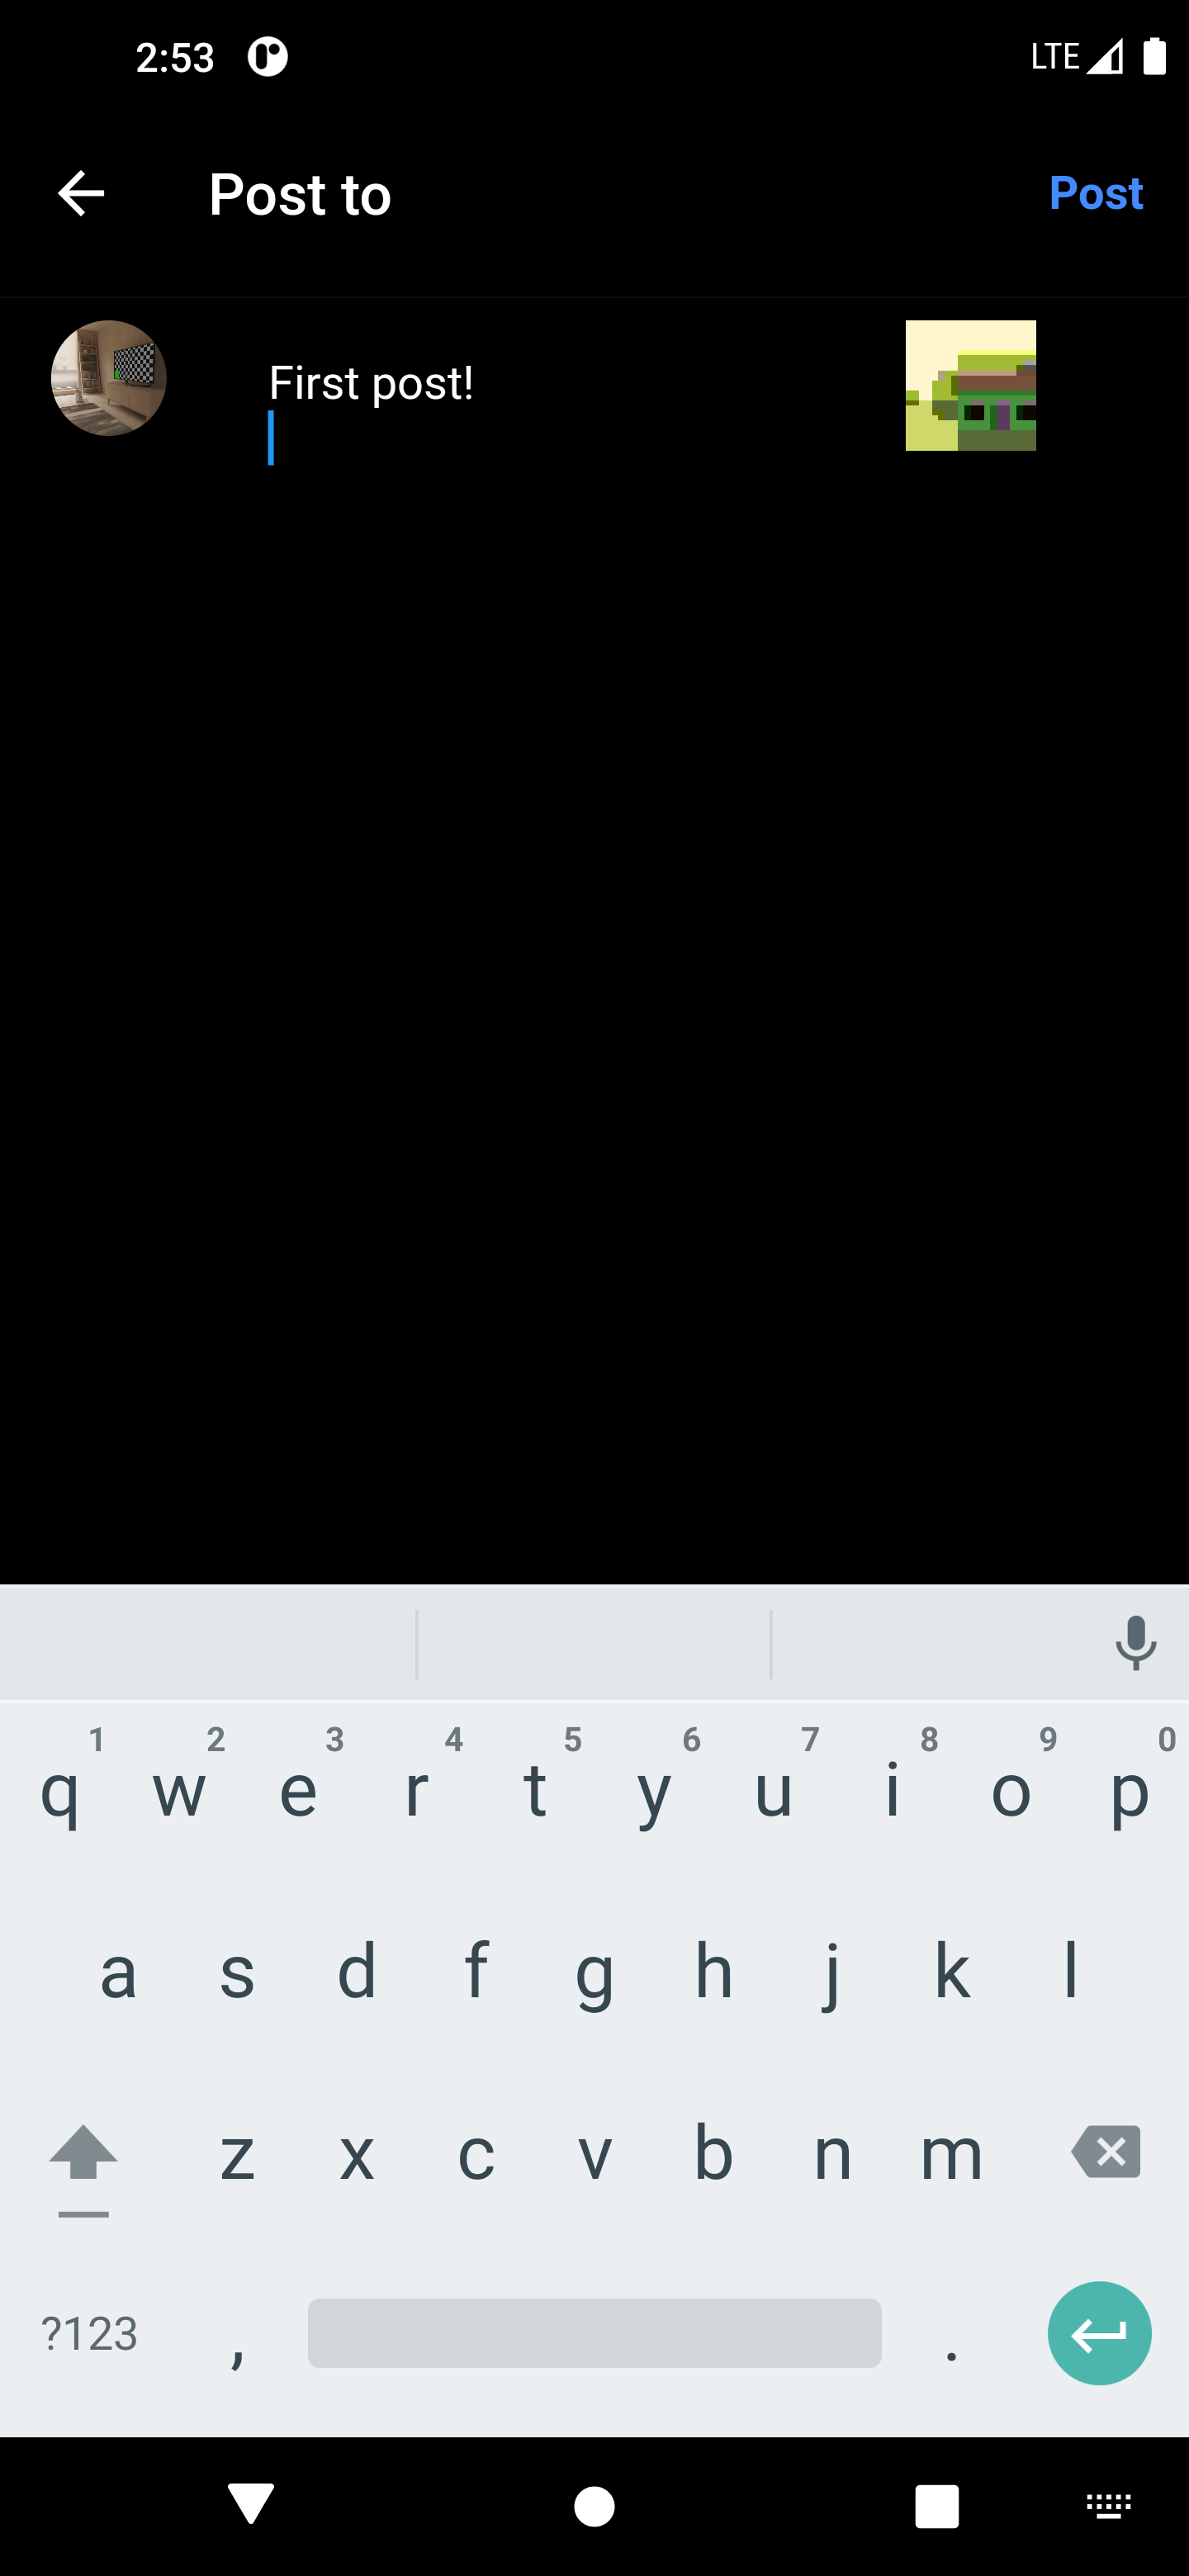 2:53 LTE
Post to Post
First post!
1 2 3 4 5 6 7 8 9 0
q w e r t y u i o p
a s d f g h j k l
z x c v b n m
?123 , .